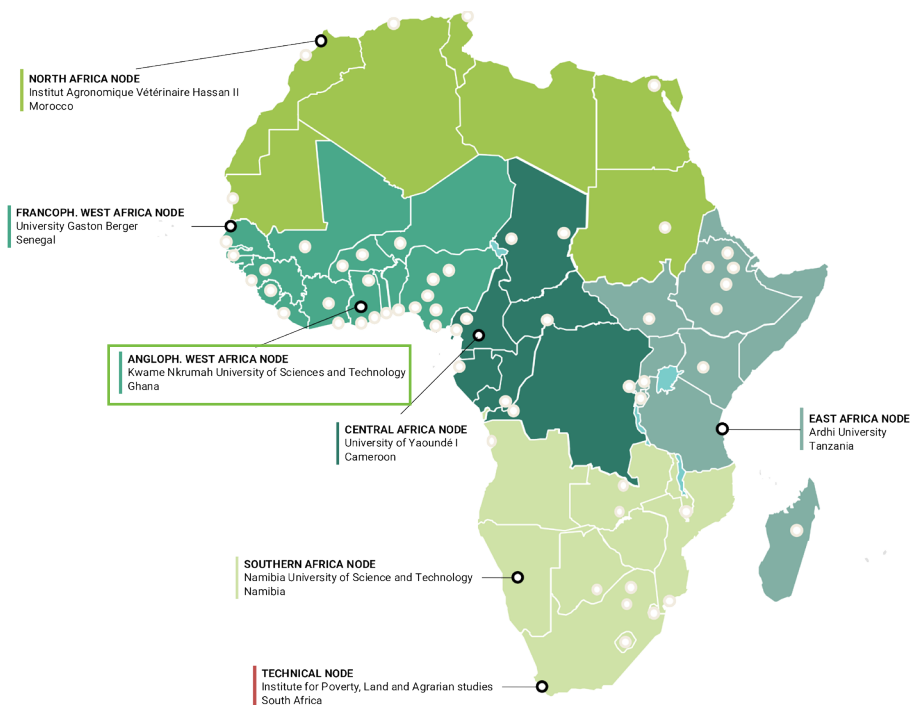 NORTH AFRICA NODE
Institut Agronomique Vétérinaire Hassan II
Morocco
FRANCOPH. WEST AFRICA NODE
University Gaston Berger
Senegal
ANGLOPH. WEST AFRICA NODE
Kwame Nkrumah University of Sciences and Technology
Ghana
CENTRAL AFRICA NODE
University of Yaoundé I
Cameroon
EAST AFRICA NODE
Ardhi University
Tanzania
SOUTHERN AFRICA NODE
Namibia University of Science and Technology
Namibia
TECHNICAL NODE
Institute for Poverty, Land and Agrarian studies
South Africa